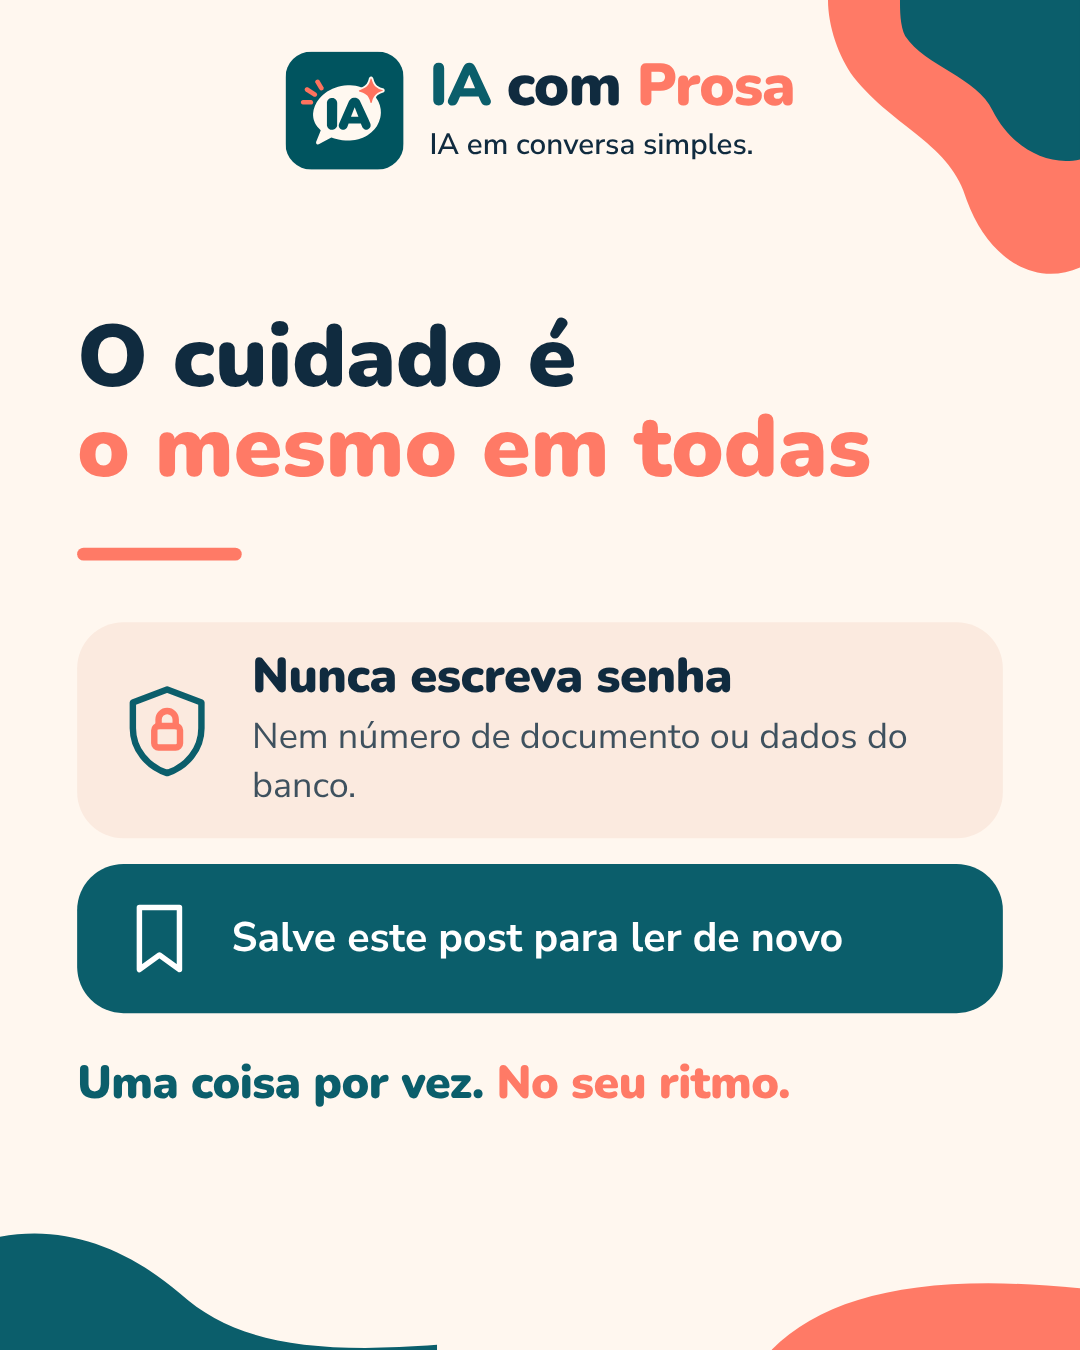 IA
IA com Prosa
IA em conversa simples.
O cuidado é
o mesmo em todas
Nunca escreva senha
Nem número de documento ou dados do
banco.
Salve este post para ler de novo
Uma coisa por vez. No seu ritmo.